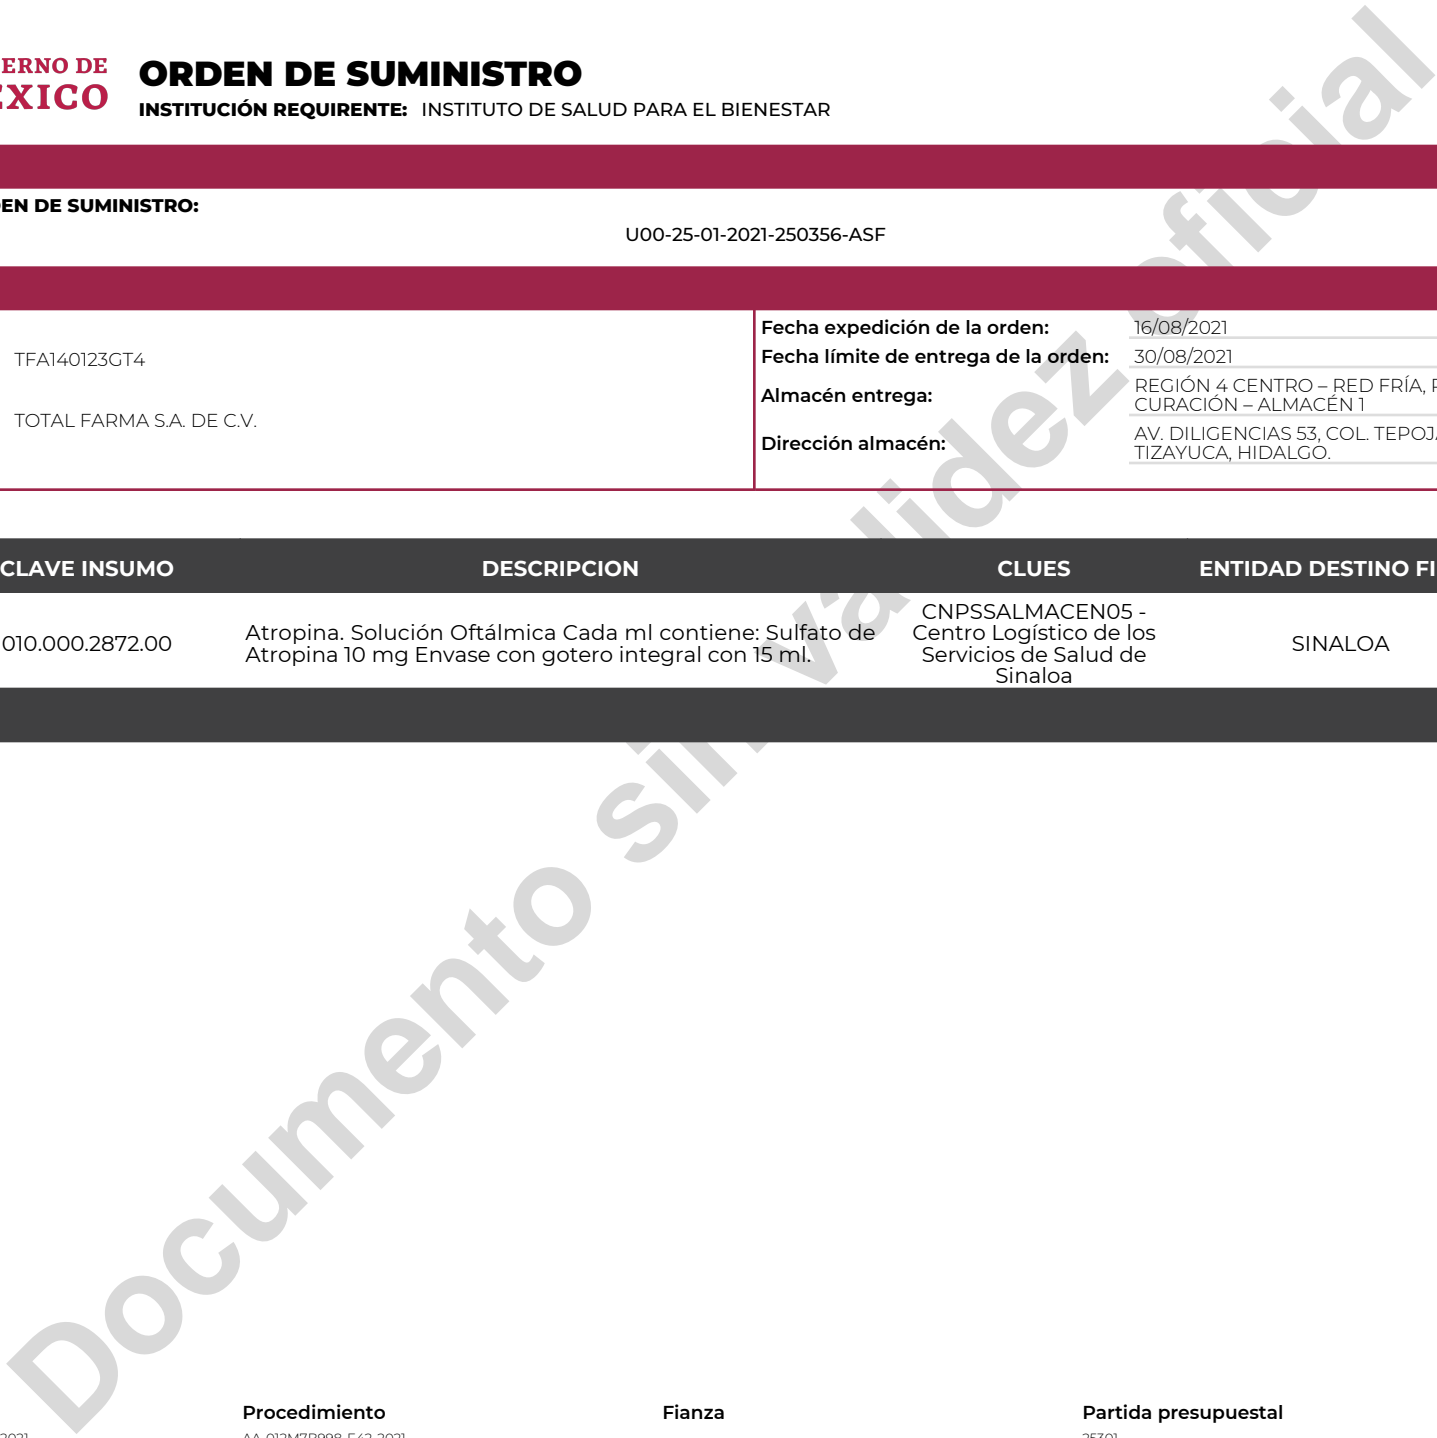 ERNO DE
EXICO
ORDEN DE SUMINISTRO
INSTITUCIÓN REQUIRENTE: INSTITUTO DE SALUD PARA EL BIENESTAR
EN DE SUMINISTRO:
U00-25-01-2021-250356-ASF
TFA140123GT4
TOTAL FARMA S.A. DE C.V.
Fecha expedición de la orden: 16/08/2021
Fecha límite de entrega de la orden: 30/08/2021
Almacén entrega: REGIÓN 4 CENTRO – RED FRÍA,
CURACIÓN – ALMACÉN 1
Dirección almacén: AV. DILIGENCIAS 53, COL. TEPOJ
TIZAYUCA, HIDALGO.
CLAVE INSUMO DESCRIPCION CLUES ENTIDAD DESTINO FI
010.000.2872.00
Atropina. Solución Oftálmica Cada ml contiene: Sulfato de
Atropina 10 mg Envase con gotero integral con 15 ml.
CNPSSALMACEN05 -
Centro Logístico de los
Servicios de Salud de
Sinaloa
SINALOA
Documento sin validez oficial
Procedimiento Fianza Partida presupuestal